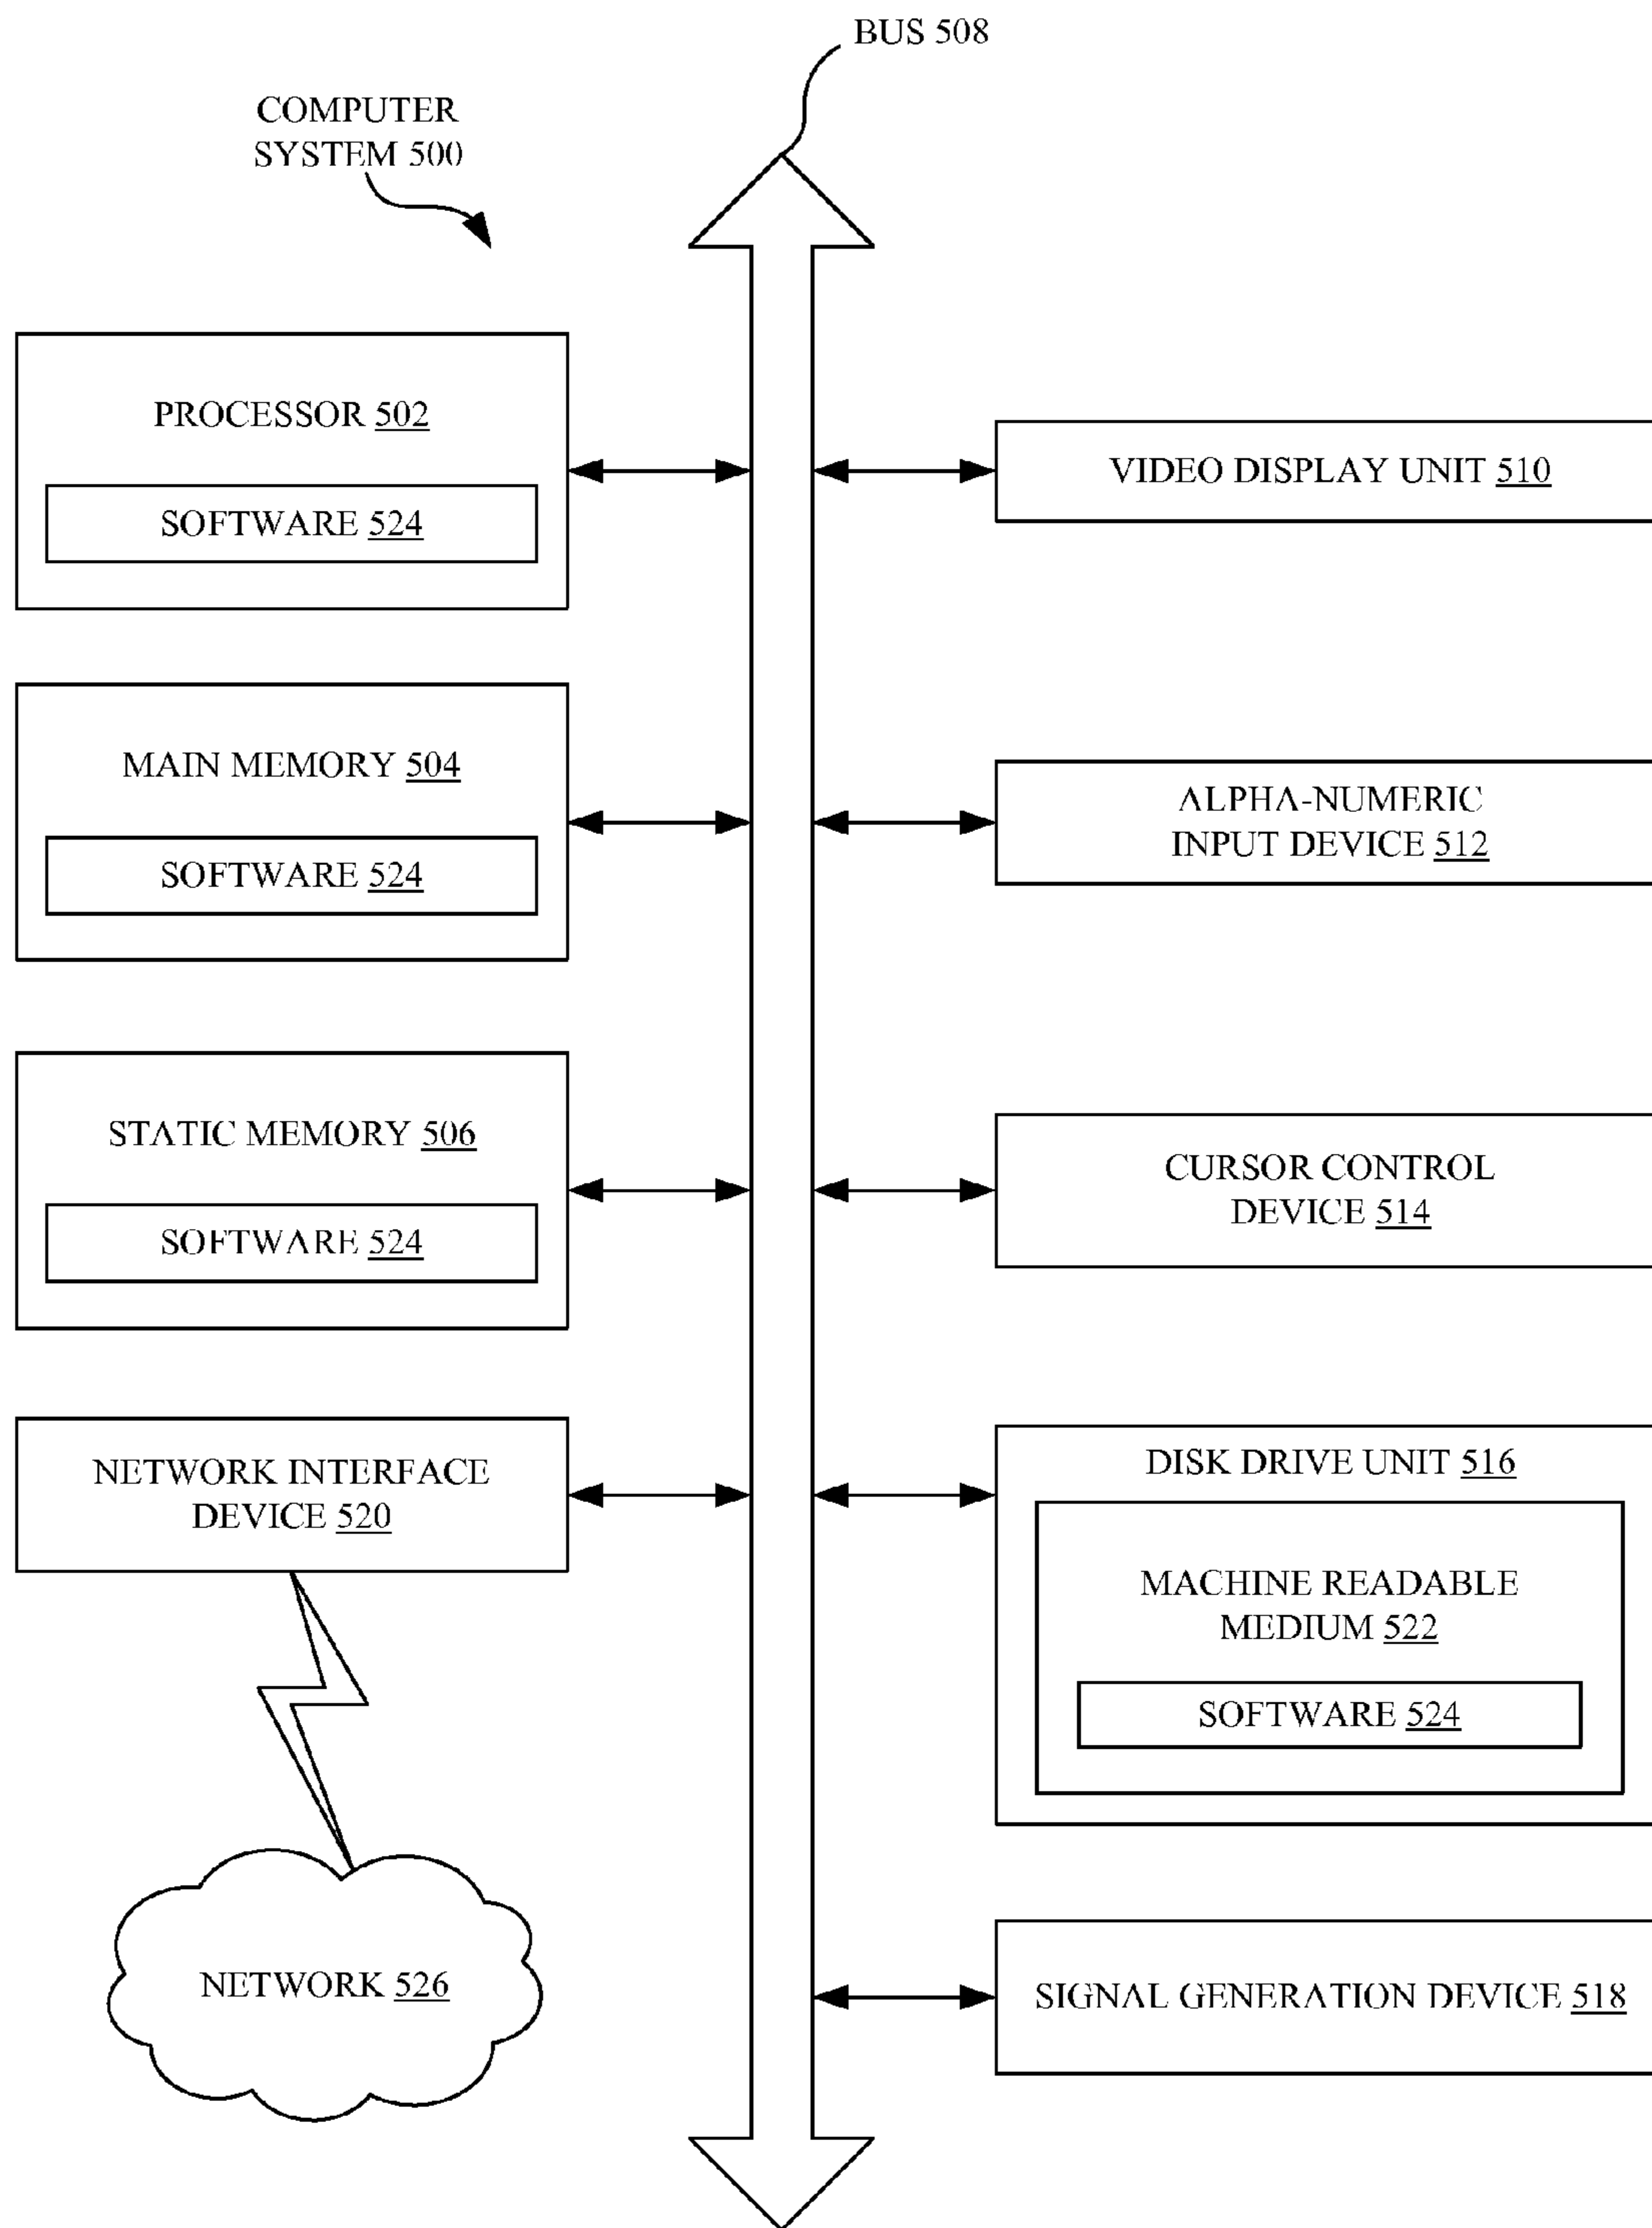 BUS 508
COMPUTER
SYSTEM 500
PROCESSOR 502
SOFTWARE 524
VIDEO DISPLAY UNIT 510
MAIN MEMORY 504
SOFTWARE 524
ALPHA-NUMERIC
INPUT DEVICE 512
STATIC MEMORY 506
SOFTWARE 524
CURSOR CONTROL
DEVICE 514
NETWORK INTERFACE
DEVICE 520
DISK DRIVE UNIT 516
MACHINE READABLE
MEDIUM 522
SOFTWARE 524
NETWORK 526
SIGNAL GENERATION DEVICE 518